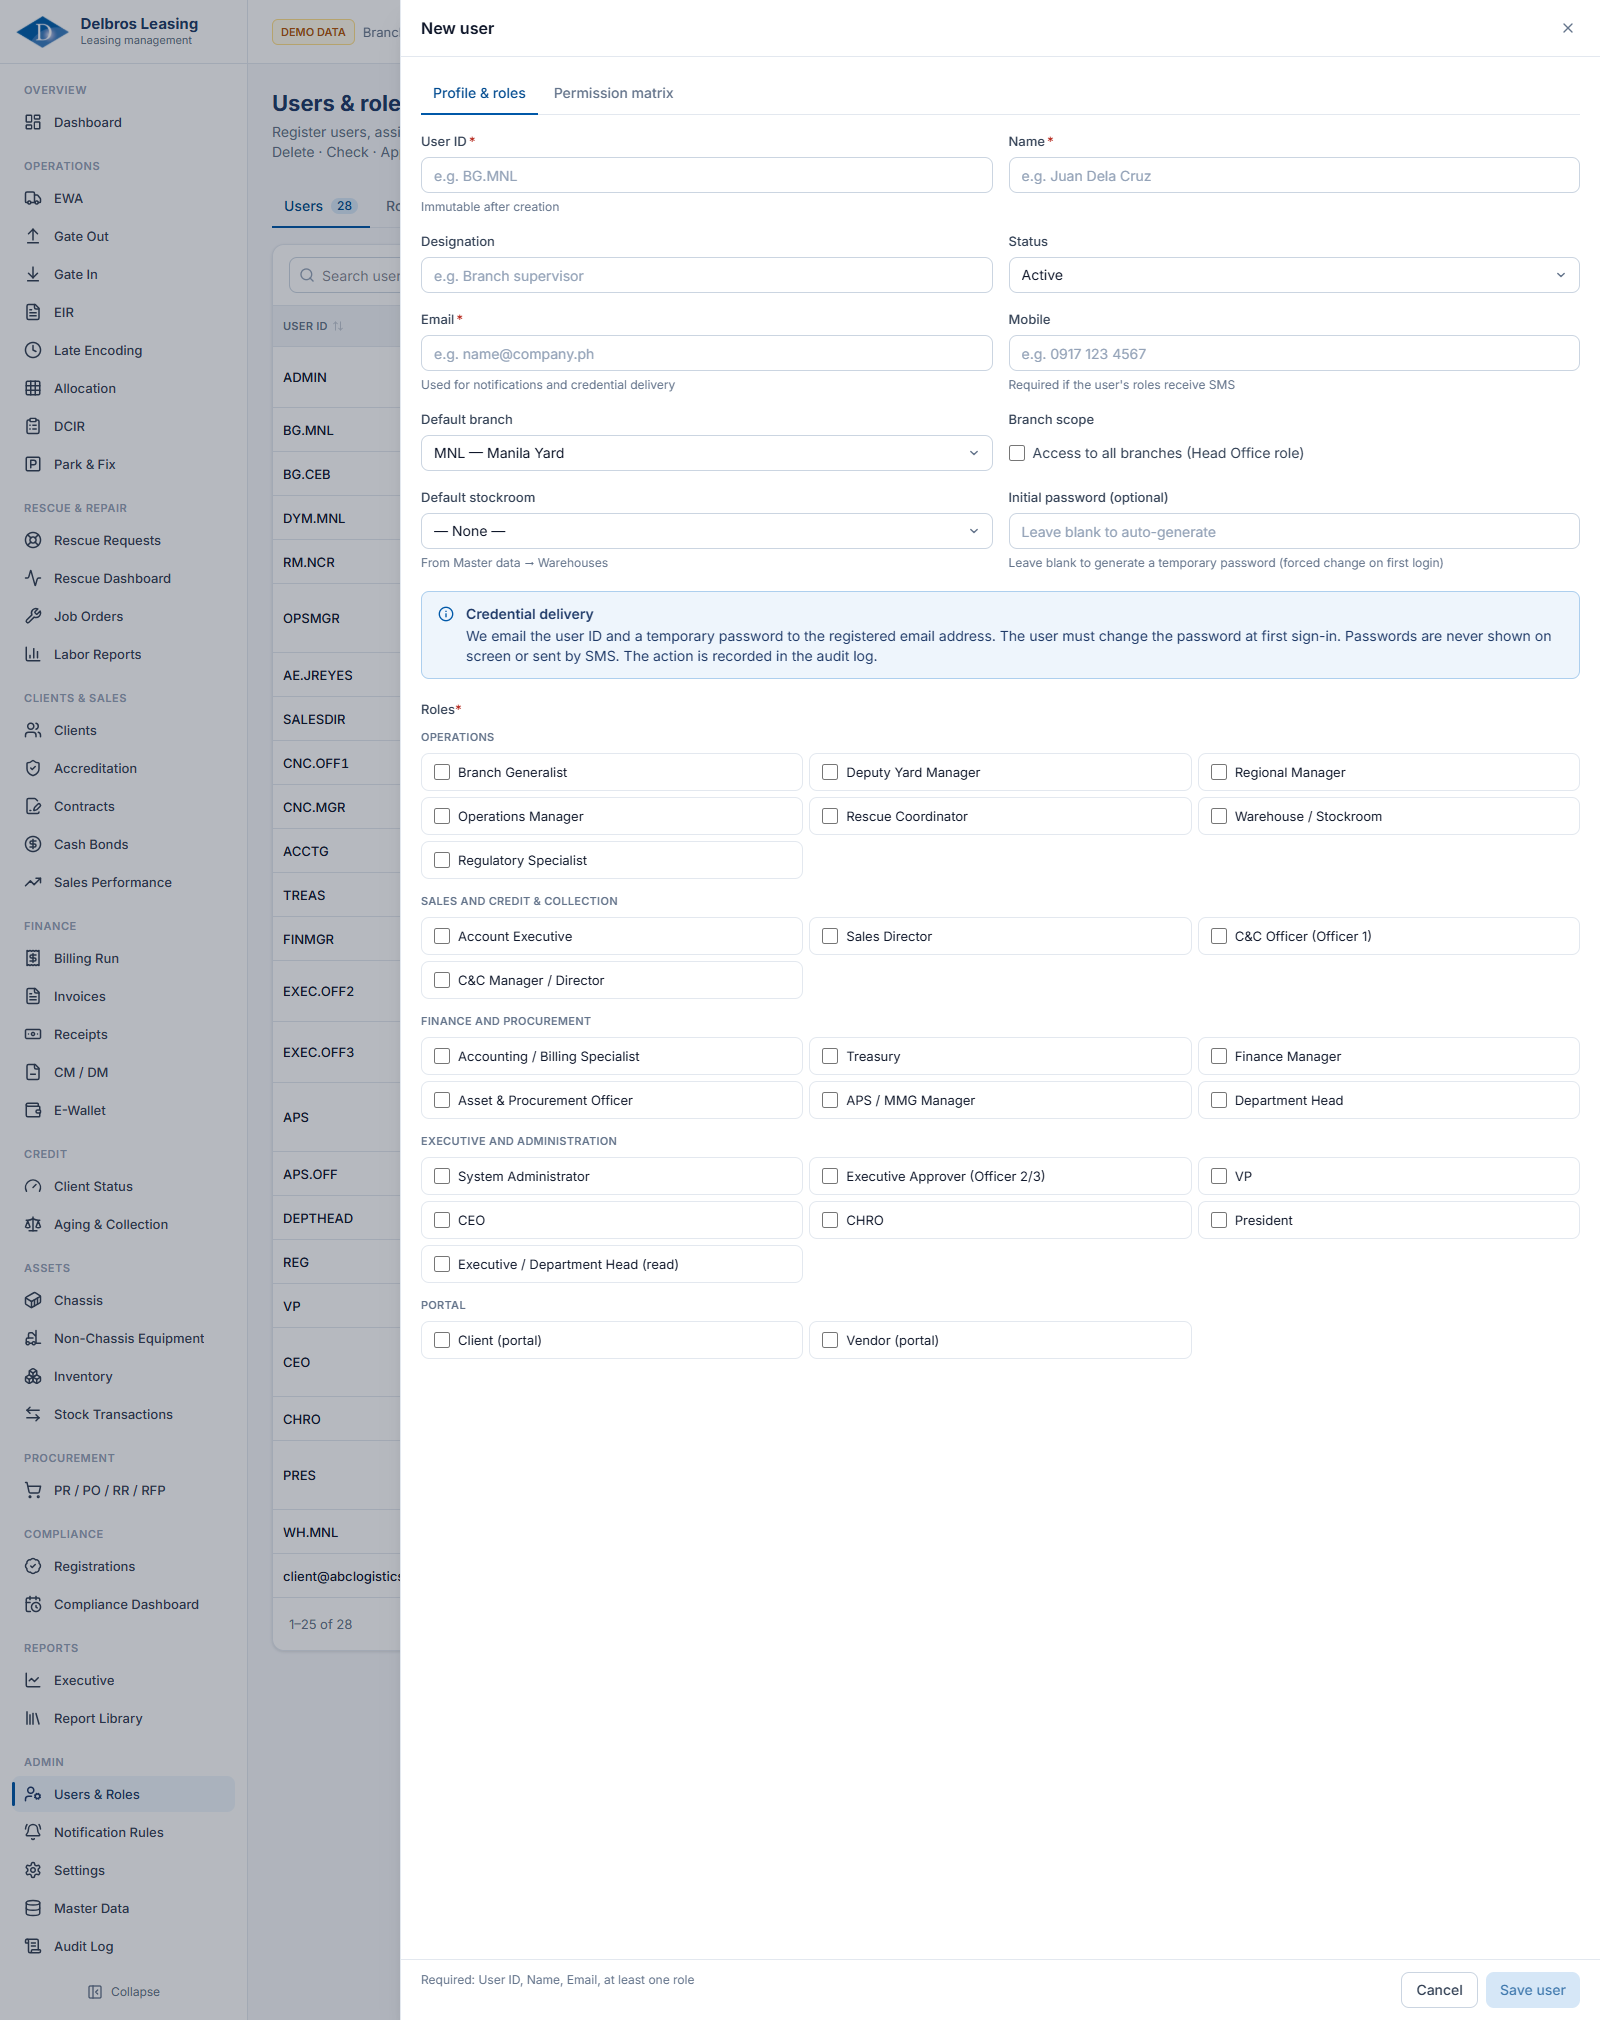 Delbros Leasing
Leasing management
OVERVIEW
Dashboard
OPERATIONS
EWA
Gate Out
Gate In
EIR
Late Encoding
Allocation
DCIR
Park & Fix
RESCUE & REPAIR
Rescue Requests
Rescue Dashboard
Job Orders
Labor Reports
CLIENTS & SALES
Clients
Accreditation
Contracts
Cash Bonds
Sales Performance
FINANCE
Billing Run
Invoices
Receipts
CM / DM
E-Wallet
CREDIT
Client Status
Aging & Collection
ASSETS
Chassis
Non-Chassis Equipment
Inventory
Stock Transactions
PROCUREMENT
PR / PO / RR / RFP
COMPLIANCE
Registrations
Compliance Dashboard
REPORTS
Executive
Report Library
ADMIN
Users & Roles
Notification Rules
Settings
Master Data
Audit Log
Collapse
DEMO DATA Branc
Users & role
Register users, assi
Delete · Check · Ap
Users 28 Ro
Search user
USER ID
ADMIN
BG.MNL
BG.CEB
DYM.MNL
RM.NCR
OPSMGR
AE.JREYES
SALESDIR
CNC.OFF1
CNC.MGR
ACCTG
TREAS
FINMGR
EXEC.OFF2
EXEC.OFF3
APS
APS.OFF
DEPTHEAD
REG
VP
CEO
CHRO
PRES
WH.MNL
client@abclogistics
1–25 of 28
New user
Profile & roles Permission matrix
User ID* Name*
e.g. BG.MNL e.g. Juan Dela Cruz
Immutable after creation
Designation Status
e.g. Branch supervisor Active
Email* Mobile
e.g. name@company.ph e.g. 0917 123 4567
Used for notifications and credential delivery Required if the user's roles receive SMS
Default branch Branch scope
MNL — Manila Yard Access to all branches (Head Office role)
Default stockroom Initial password (optional)
— None — Leave blank to auto-generate
From Master data → Warehouses Leave blank to generate a temporary password (forced change on first login)
Credential delivery
We email the user ID and a temporary password to the registered email address. The user must change the password at first sign-in. Passwords are never shown on
screen or sent by SMS. The action is recorded in the audit log.
Roles*
OPERATIONS
Branch Generalist Deputy Yard Manager Regional Manager
Operations Manager Rescue Coordinator Warehouse / Stockroom
Regulatory Specialist
SALES AND CREDIT & COLLECTION
Account Executive Sales Director C&C Officer (Officer 1)
C&C Manager / Director
FINANCE AND PROCUREMENT
Accounting / Billing Specialist Treasury Finance Manager
Asset & Procurement Officer APS / MMG Manager Department Head
EXECUTIVE AND ADMINISTRATION
System Administrator Executive Approver (Officer 2/3) VP
CEO CHRO President
Executive / Department Head (read)
PORTAL
Client (portal) Vendor (portal)
Required: User ID, Name, Email, at least one role
Cancel Save user